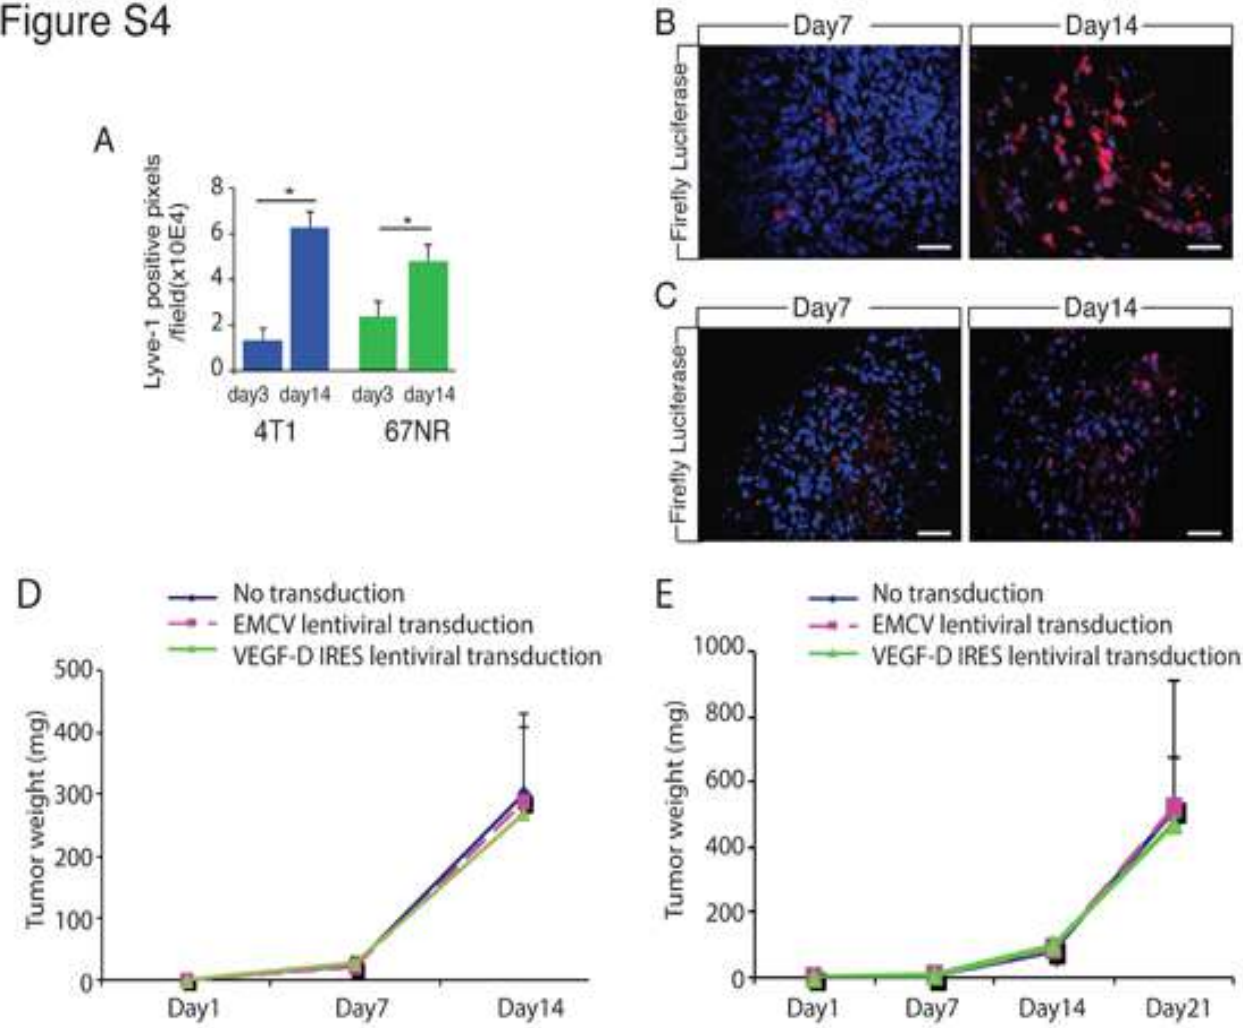 Figure S4
A
Lyve-1 positive pixels
/field(x10E4)
8
6
4
2
0
*
*
day3 day14 day3 day14
4T1 67NR
B
Day7 Day14
Firefly Luciferase
C
Day7 Day14
Firefly Luciferase
D
No transduction
EMCV lentiviral transduction
VEGF-D IRES lentiviral transduction
Tumor weight (mg)
500
400
300
200
100
0
Day1 Day7 Day14
E
No transduction
EMCV lentiviral transduction
VEGF-D IRES lentiviral transduction
Tumor weight (mg)
1000
800
600
400
200
0
Day1 Day7 Day14 Day21